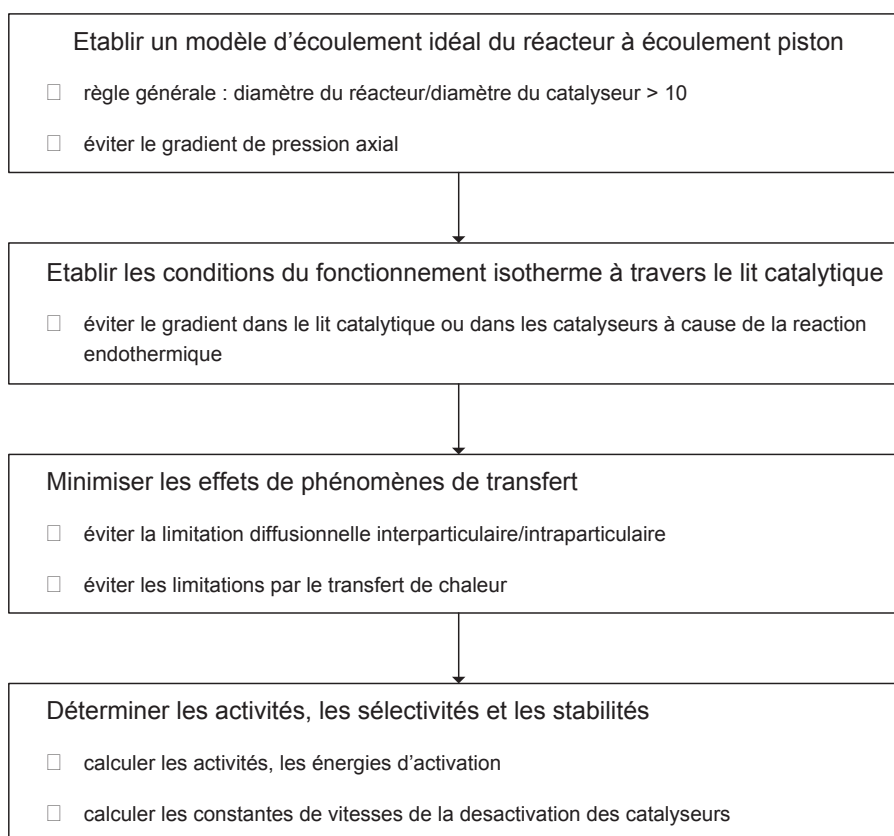 Etablir un modèle d'écoulement idéal du réacteur à écoulement piston
□ règle générale : diamètre du réacteur/diamètre du catalyseur > 10
□ éviter le gradient de pression axial
Etablir les conditions du fonctionnement isotherme à travers le lit catalytique
□ éviter le gradient dans le lit catalytique ou dans les catalyseurs à cause de la reaction
endothermique
Minimiser les effets de phénomènes de transfert
□ éviter la limitation diffusionnelle interparticulaire/intraparticulaire
□ éviter les limitations par le transfert de chaleur
Déterminer les activités, les sélectivités et les stabilités
□ calculer les activités, les énergies d'activation
□ calculer les constantes de vitesses de la desactivation des catalyseurs